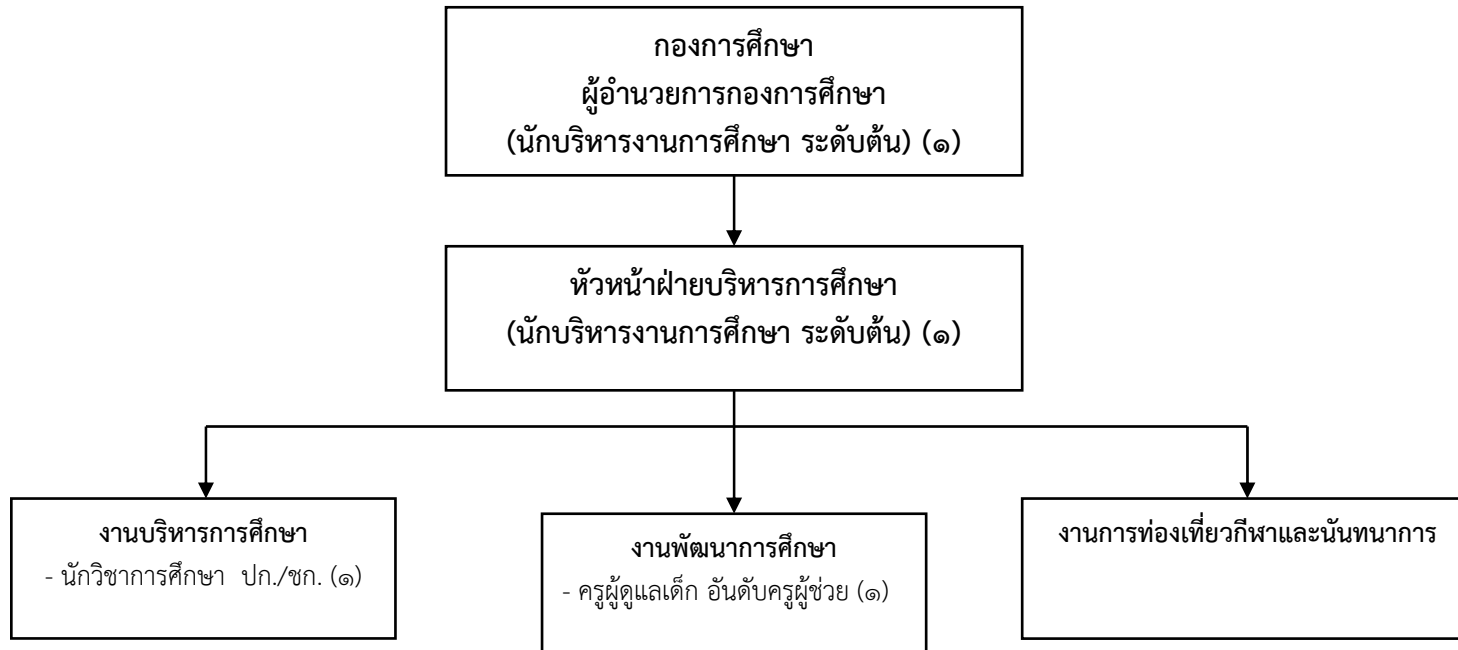 กองการศึกษา
ผู้อำนวยการกองการศึกษา
(นักบริหารงานการศึกษา ระดับต้น) (๑)
หัวหน้าฝ่ายบริหารการศึกษา
(นักบริหารงานการศึกษา ระดับต้น) (๑)
งานบริหารการศึกษา
- นักวิชาการศึกษา ปก./ชก. (๑)
งานพัฒนาการศึกษา
- ครูผู้ดูแลเด็ก อันดับครูผู้ช่วย (๑)
งานการท่องเที่ยวกีฬาและนันทนาการ